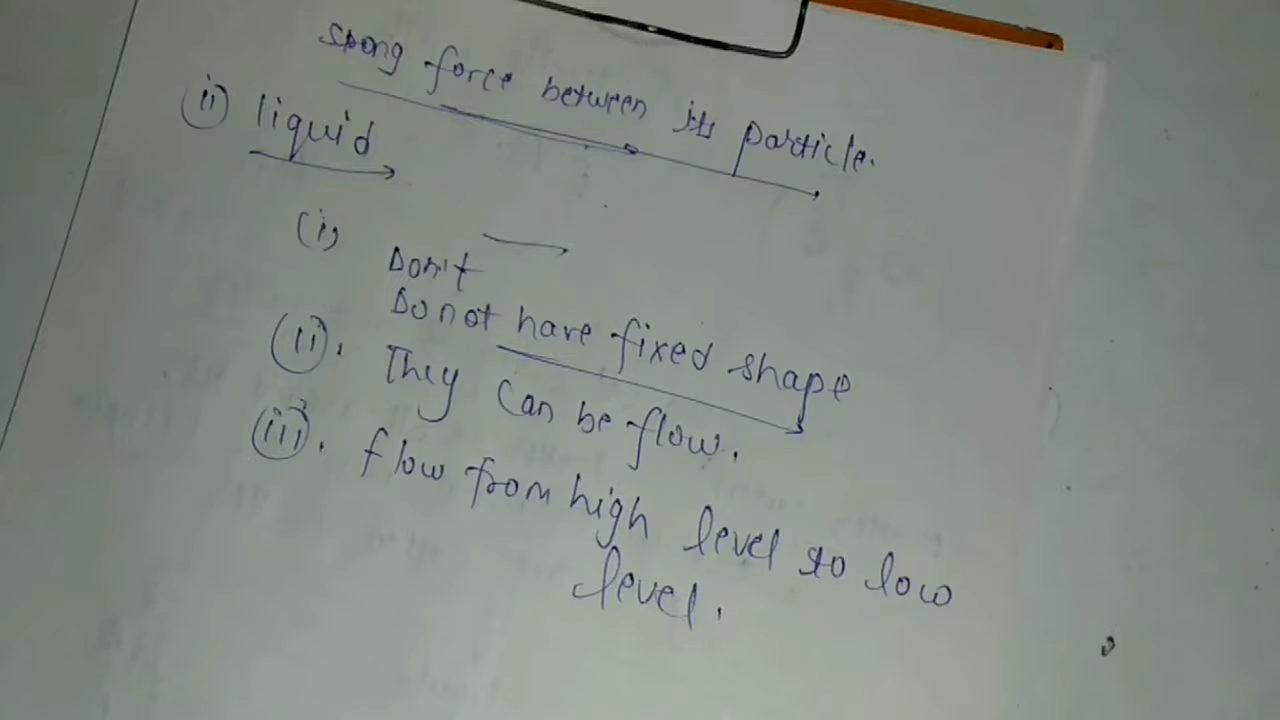 strong force between its particle.
ii) liquid
(i)
Don't
Do not have fixed shape
(ii). They can be flow.
(iii). flow from high level to low
level.